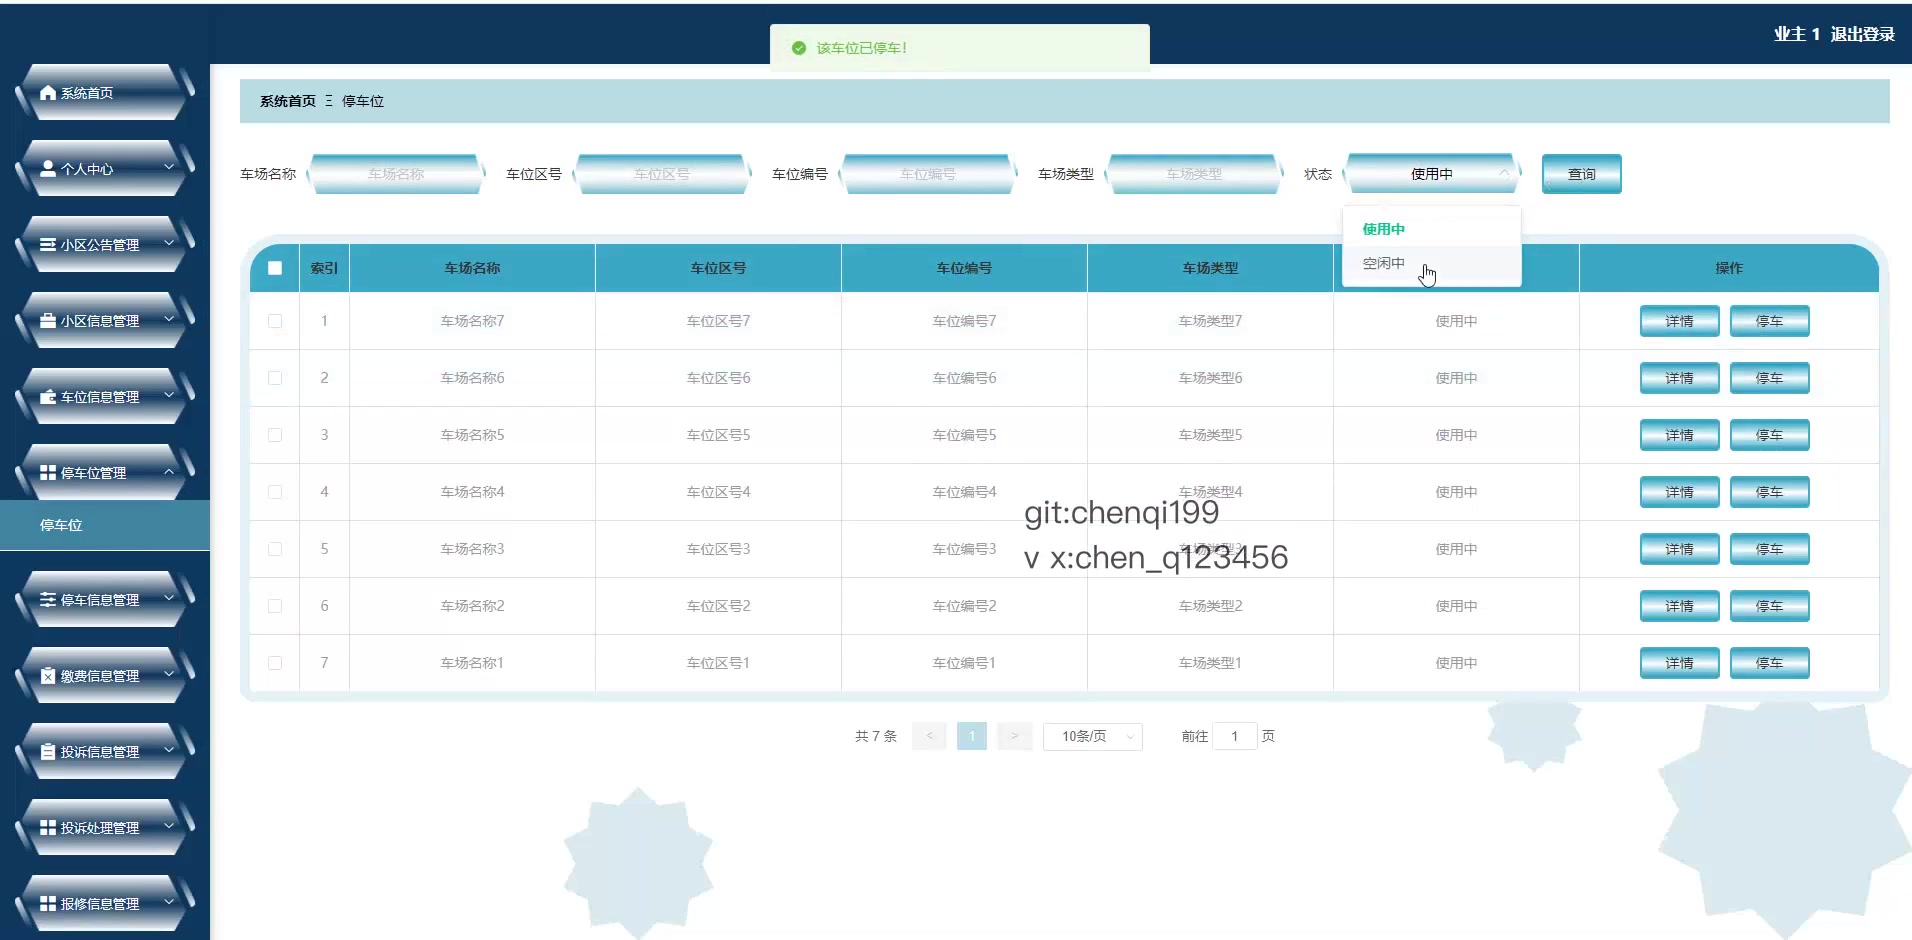 该车位已停车!
业主 1 退出登录
系统首页
个人中心
小区公告管理
小区信息管理
车位信息管理
停车位管理
停车位
停车信息管理
缴费信息管理
投诉信息管理
投诉处理管理
报修信息管理
系统首页 Ξ 停车位
车场名称 车场名称 车位区号 车位区号 车位编号 车位编号 车场类型 车场类型 状态 使用中 查询
使用中
空闲中
索引 车场名称 车位区号 车位编号 车场类型 操作
1 车场名称7 车位区号7 车位编号7 车场类型7 使用中 详情 停车
2 车场名称6 车位区号6 车位编号6 车场类型6 使用中 详情 停车
3 车场名称5 车位区号5 车位编号5 车场类型5 使用中 详情 停车
4 车场名称4 车位区号4 车位编号4 车场类型4 使用中 详情 停车
5 车场名称3 车位区号3 车位编号3 车场类型3 使用中 详情 停车
6 车场名称2 车位区号2 车位编号2 车场类型2 使用中 详情 停车
7 车场名称1 车位区号1 车位编号1 车场类型1 使用中 详情 停车
git:chenqi199
v x:chen_q123456
共 7 条 < 1 > 10条/页 前往 1 页